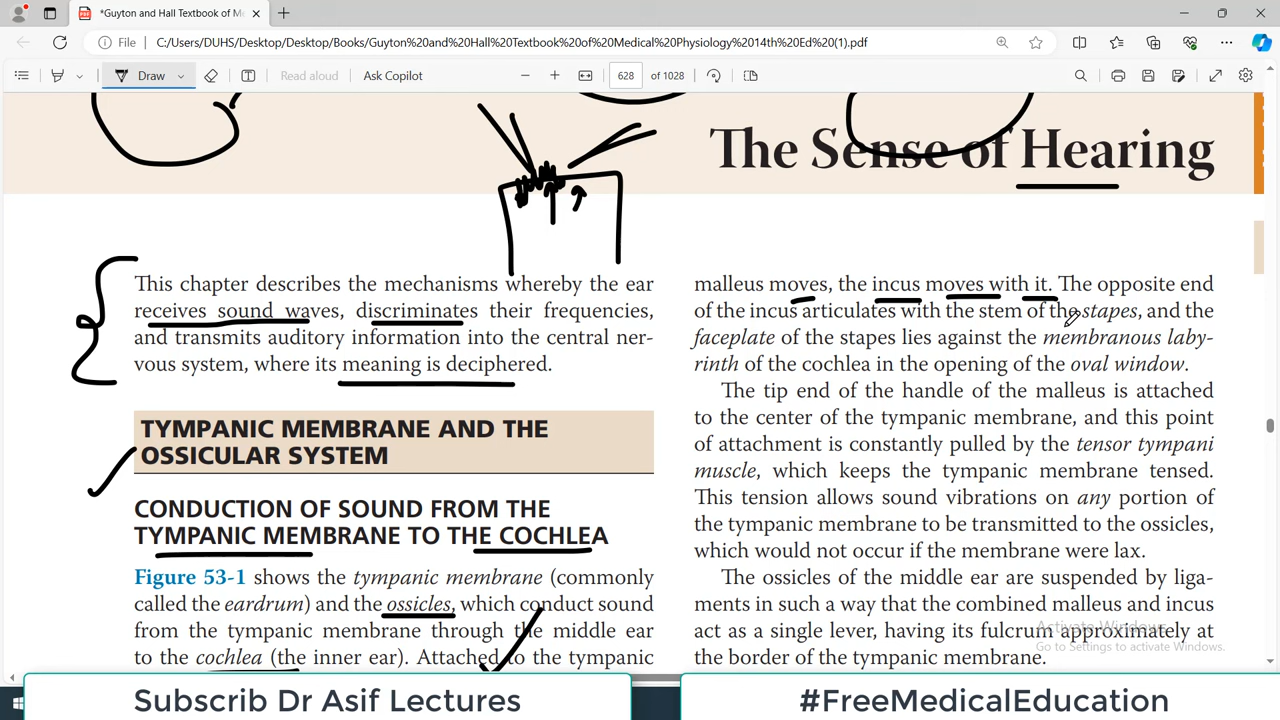 *Guyton and Hall Textbook of M
File
C:/Users/DUHS/Desktop/Desktop/Books/Guyton%20and%20Hall%20Textbook%20of%20Medical%20Physiology%2014th%20Ed%20(1).pdf
Draw
Read aloud
Ask Copilot
628
of 1028
The Sense of Hearing
This chapter describes the mechanisms whereby the ear
receives sound waves, discriminates their frequencies,
and transmits auditory information into the central ner-
vous system, where its meaning is deciphered.
TYMPANIC MEMBRANE AND THE
OSSICULAR SYSTEM
CONDUCTION OF SOUND FROM THE
TYMPANIC MEMBRANE TO THE COCHLEA
Figure 53-1 shows the tympanic membrane (commonly
called the eardrum) and the ossicles, which conduct sound
from the tympanic membrane through the middle ear
to the cochlea (the inner ear). Attached to the tympanic
malleus moves, the incus moves with it. The opposite end
of the incus articulates with the stem of the stapes, and the
faceplate of the stapes lies against the membranous laby-
rinth of the cochlea in the opening of the oval window.
The tip end of the handle of the malleus is attached
to the center of the tympanic membrane, and this point
of attachment is constantly pulled by the tensor tympani
muscle, which keeps the tympanic membrane tensed.
This tension allows sound vibrations on any portion of
the tympanic membrane to be transmitted to the ossicles,
which would not occur if the membrane were lax.
The ossicles of the middle ear are suspended by liga-
ments in such a way that the combined malleus and incus
act as a single lever, having its fulcrum approximately at
the border of the tympanic membrane.
Activate Windows
Go to Settings to activate Windows.
Subscrib Dr Asif Lectures
#FreeMedicalEducation